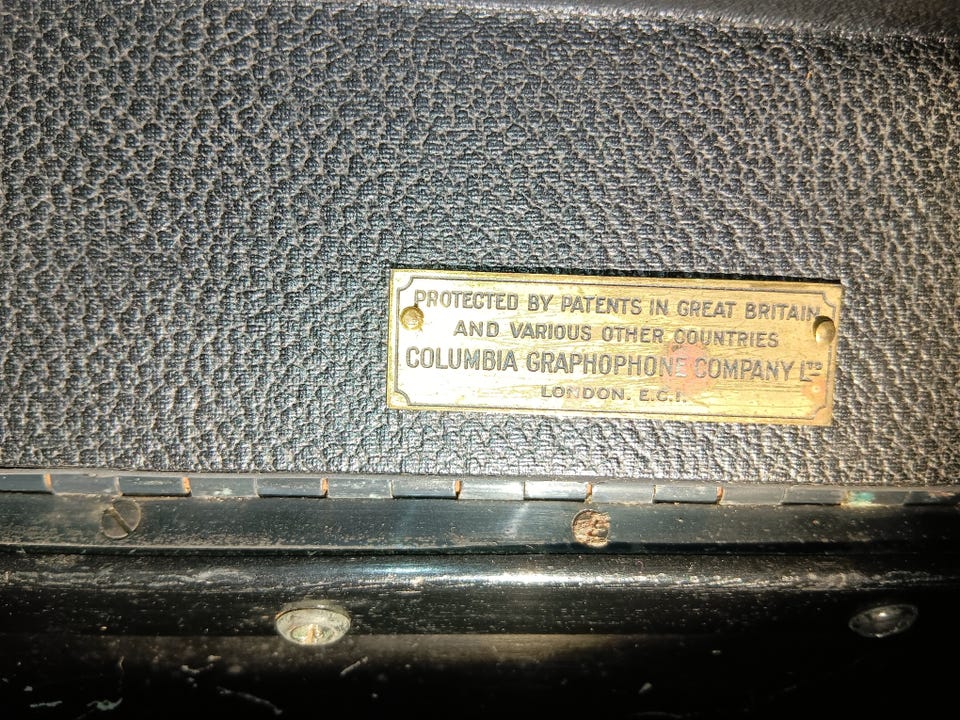 PROTECTED BY PATENTS IN GREAT BRITAIN
AND VARIOUS OTHER COUNTRIES
COLUMBIA GRAPHOPHONE COMPANY LTD
LONDON. E.C.1.